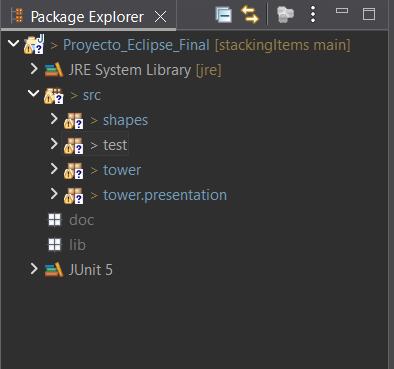 Package Explorer
> Proyecto_Eclipse_Final [stackingItems main]
JRE System Library [jre]
> src
> shapes
> test
> tower
> tower.presentation
doc
lib
JUnit 5